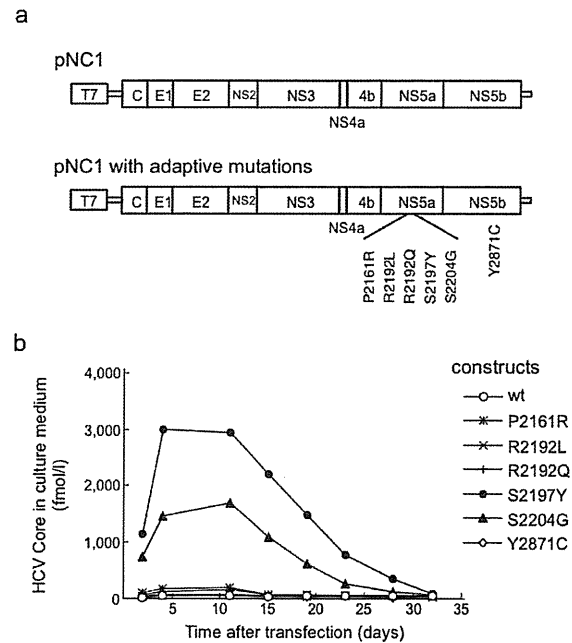 a
pNC1
T7 C E1 E2 NS2 NS3 4b NS5a NS5b
NS4a
pNC1 with adaptive mutations
T7 C E1 E2 NS2 NS3 4b NS5a NS5b
NS4a
P2161R
R2192L
R2192Q
S2197Y
S2204G
Y2871C
b
HCV Core in culture medium
(fmol/l)
4,000
3,000
2,000
1,000
0
5 10 15 20 25 30 35
Time after transfection (days)
constructs
wt
P2161R
R2192L
R2192Q
S2197Y
S2204G
Y2871C